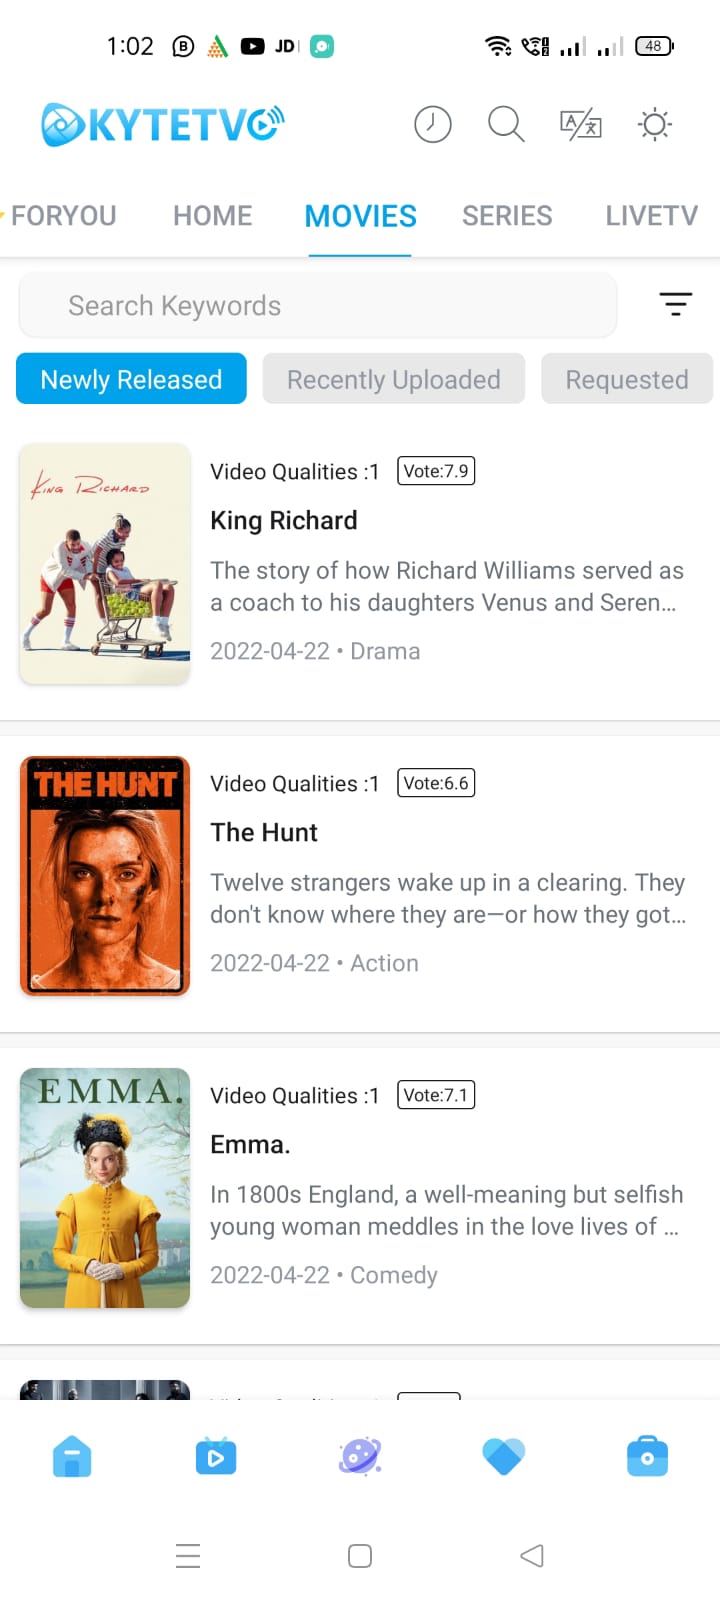 1:02
JD
48
KYTETV
FORYOU HOME MOVIES SERIES LIVETV
Search Keywords
Newly Released Recently Uploaded Requested
KING RICHARD
Video Qualities :1 Vote:7.9
King Richard
The story of how Richard Williams served as
a coach to his daughters Venus and Seren...
2022-04-22 • Drama
THE HUNT
Video Qualities :1 Vote:6.6
The Hunt
Twelve strangers wake up in a clearing. They
don't know where they are—or how they got...
2022-04-22 • Action
EMMA.
Video Qualities :1 Vote:7.1
Emma.
In 1800s England, a well-meaning but selfish
young woman meddles in the love lives of ...
2022-04-22 • Comedy